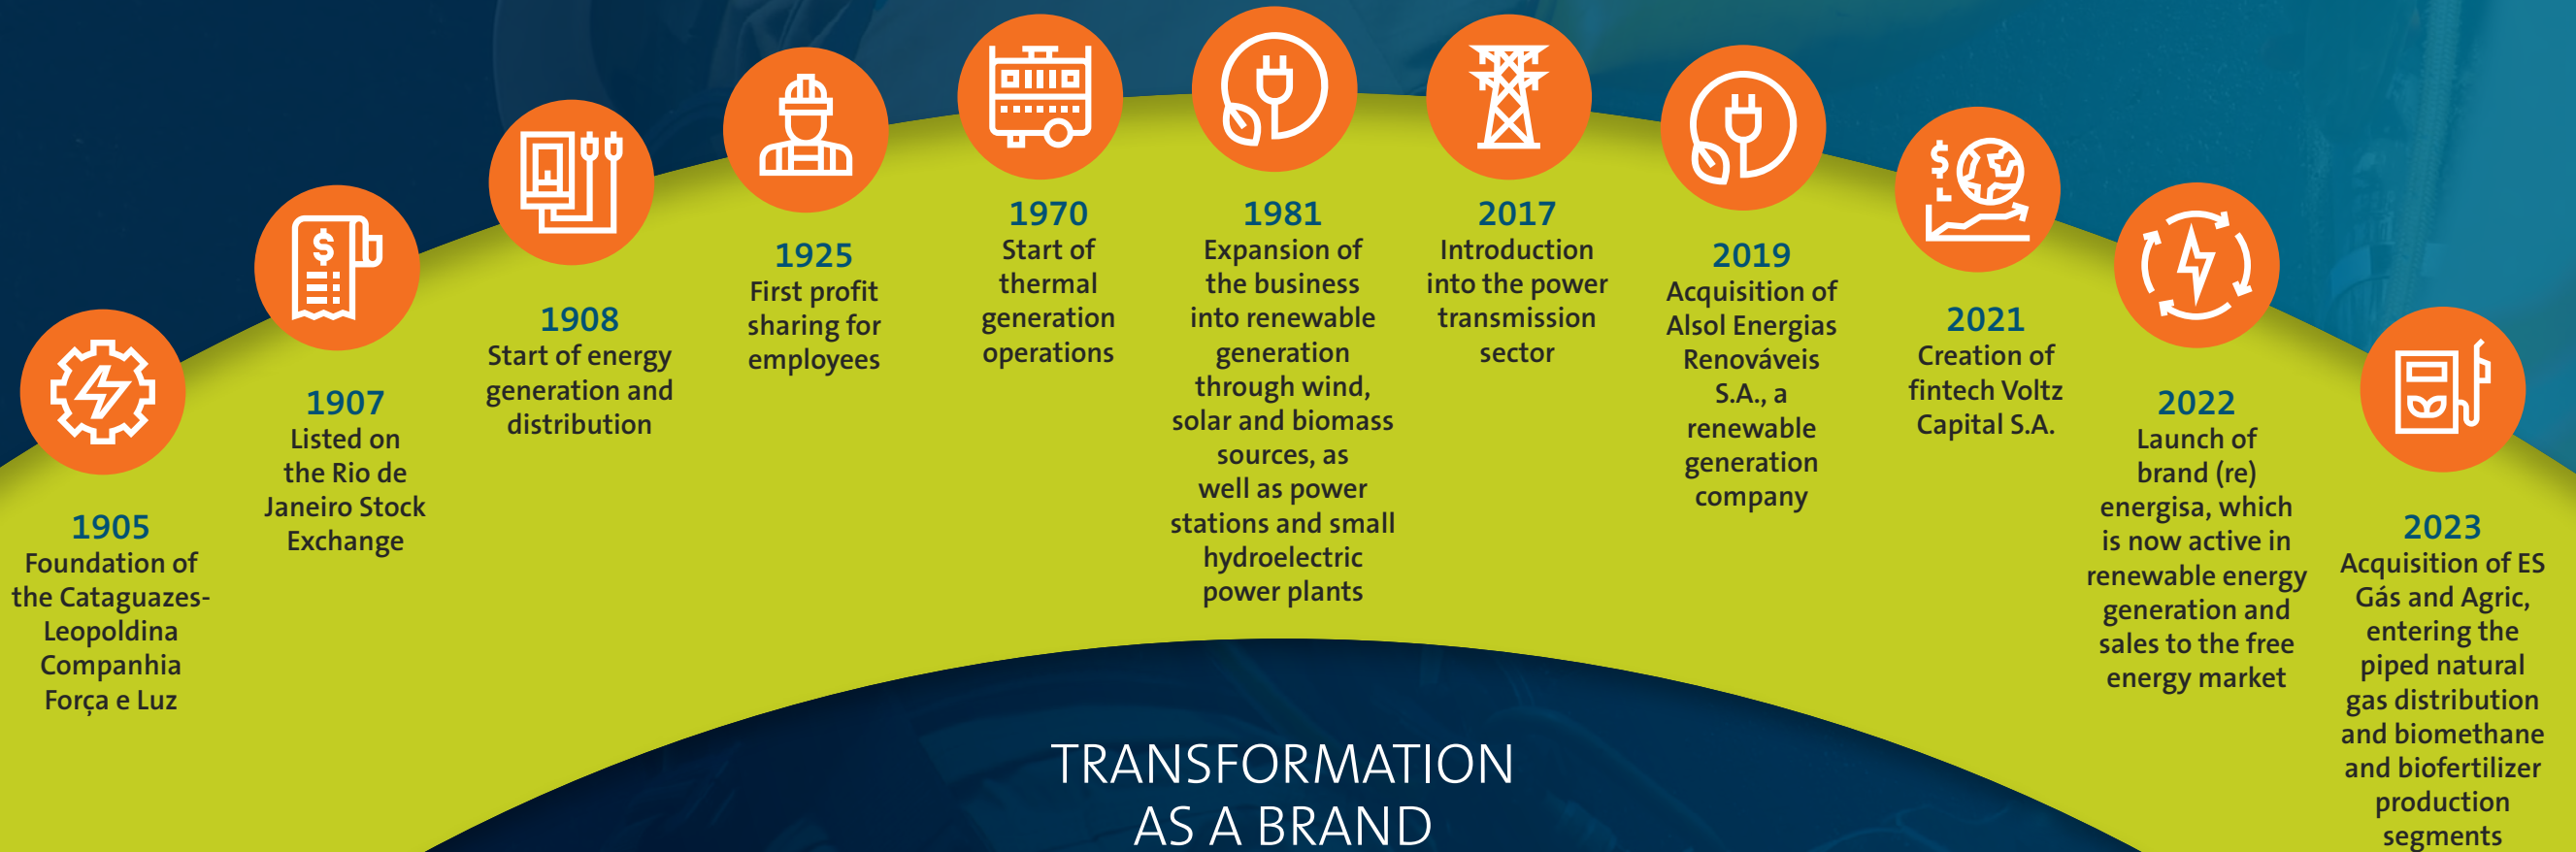 1905
Foundation of
the Cataguazes-
Leopoldina
Companhia
Força e Luz
1907
Listed on
the Rio de
Janeiro Stock
Exchange
1908
Start of energy
generation and
distribution
1925
First profit
sharing for
employees
1970
Start of
thermal
generation
operations
1981
Expansion of
the business
into renewable
generation
through wind,
solar and biomass
sources, as
well as power
stations and small
hydroelectric
power plants
2017
Introduction
into the power
transmission
sector
2019
Acquisition of
Alsol Energias
Renováveis
S.A., a
renewable
generation
company
2021
Creation of
fintech Voltz
Capital S.A.
2022
Launch of
brand (re)
energisa, which
is now active in
renewable energy
generation and
sales to the free
energy market
2023
Acquisition of ES
Gás and Agric,
entering the
piped natural
gas distribution
and biomethane
and biofertilizer
production
segments
TRANSFORMATION
AS A BRAND